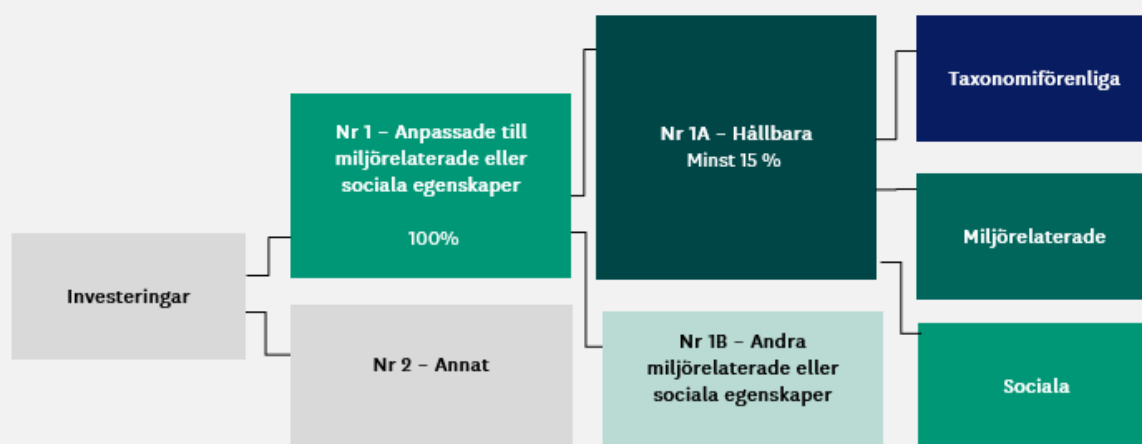 Investeringar
Nr 1 – Anpassade till
miljörelaterade eller
sociala egenskaper
100%
Nr 2 – Annat
Nr 1A – Hållbara
Minst 15 %
Nr 1B – Andra
miljörelaterade eller
sociala egenskaper
Taxonomiförenliga
Miljörelaterade
Sociala